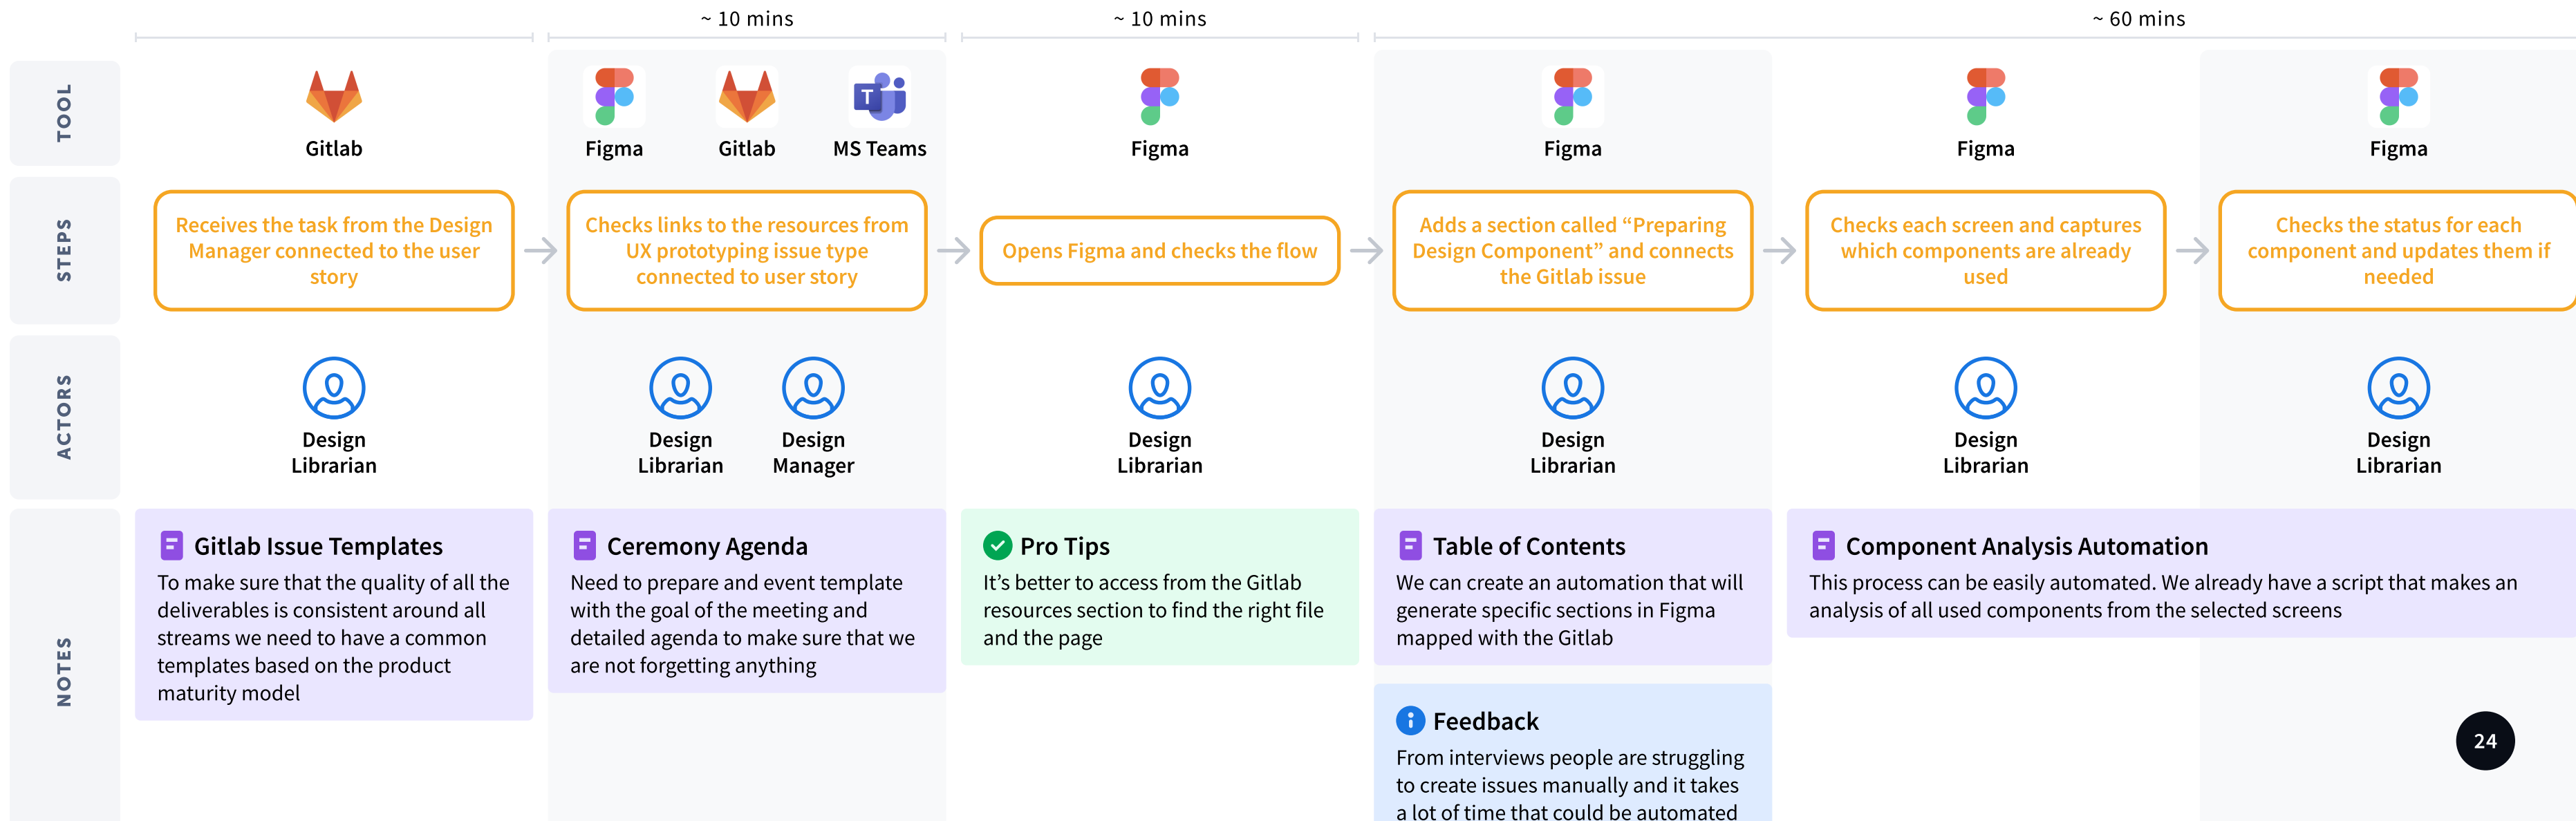 ~ 10 mins
~ 10 mins
~ 60 mins
TOOL
Gitlab
Figma
Gitlab
MS Teams
Figma
Figma
Figma
Figma
STEPS
Receives the task from the Design
Manager connected to the user
story
Checks links to the resources from
UX prototyping issue type
connected to user story
Opens Figma and checks the flow
Adds a section called “Preparing
Design Component” and connects
the Gitlab issue
Checks each screen and captures
which components are already
used
Checks the status for each
component and updates them if
needed
ACTORS
Design
Librarian
Design
Librarian
Design
Manager
Design
Librarian
Design
Librarian
Design
Librarian
Design
Librarian
NOTES
Gitlab Issue Templates
To make sure that the quality of all the
deliverables is consistent around all
streams we need to have a common
templates based on the product
maturity model
Ceremony Agenda
Need to prepare and event template
with the goal of the meeting and
detailed agenda to make sure that we
are not forgetting anything
Pro Tips
It’s better to access from the Gitlab
resources section to find the right file
and the page
Table of Contents
We can create an automation that will
generate specific sections in Figma
mapped with the Gitlab
Feedback
From interviews people are struggling
to create issues manually and it takes
a lot of time that could be automated
Component Analysis Automation
This process can be easily automated. We already have a script that makes an
analysis of all used components from the selected screens
24